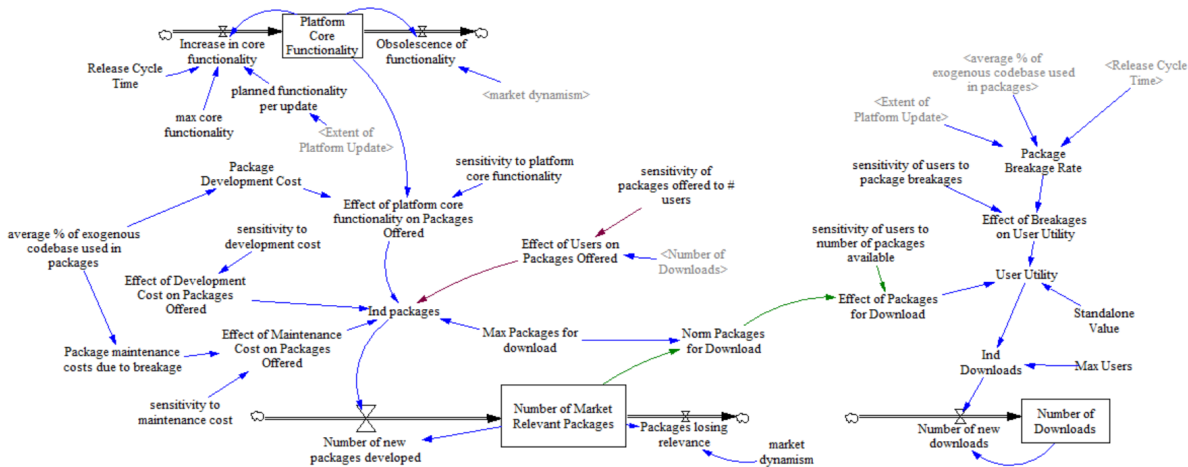 Platform
Core
Functionality
Increase in core
functionality
Obsolescence of
functionality
Release Cycle
Time
planned functionality
per update
<market dynamism>
max core
functionality
<Extent of
Platform Update>
<average % of
exogenous codebase used
in packages>
<Release Cycle
Time>
<Extent of
Platform Update>
Package
Breakage Rate
sensitivity of users to
package breakages
Package
Development Cost
sensitivity to platform
core functionality
sensitivity of
packages offered to #
users
Effect of platform core
functionality on Packages
Offered
Effect of Breakages
on User Utility
average % of exogenous
codebase used in
packages
sensitivity to
development cost
Effect of Users on
Packages Offered
<Number of
Downloads>
sensitivity of users to
number of packages
available
User Utility
Effect of Development
Cost on Packages
Offered
Ind packages
Effect of Packages
for Download
Standalone
Value
Effect of Maintenance
Cost on Packages
Offered
Max Packages for
download
Norm Packages
for Download
Package maintenance
costs due to breakage
Ind
Downloads
Max Users
sensitivity to
maintenance cost
Number of Market
Relevant Packages
Number of
Downloads
Number of new
packages developed
Packages losing
relevance
Number of new
downloads
market
dynamism